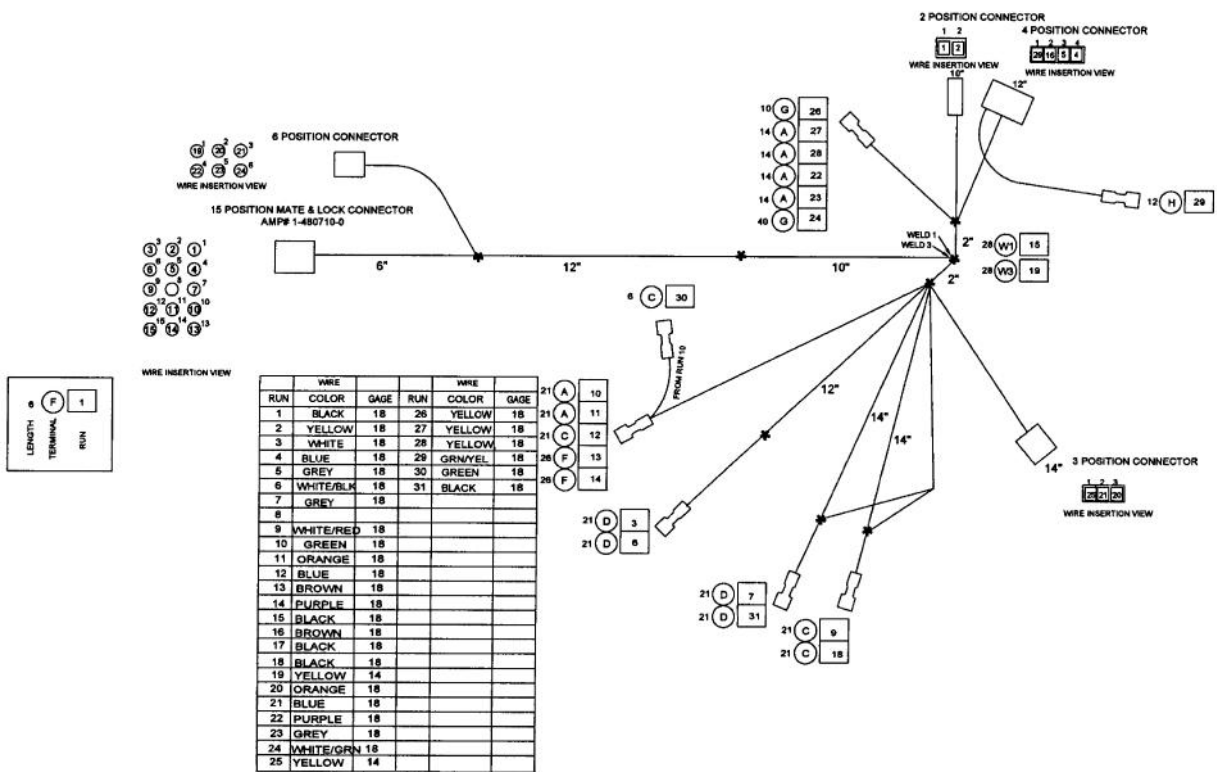 2 POSITION CONNECTOR
1 2
1 2
WIRE INSERTION VIEW
10"
4 POSITION CONNECTOR
1 2 3 4
29 16 5 4
WIRE INSERTION VIEW
12"
10 G 26
14 A 27
14 A 28
14 A 22
14 A 23
40 G 24
12 H 29
6 POSITION CONNECTOR
19 1 20 2 21 3
22 4 23 5 24 6
WIRE INSERTION VIEW
15 POSITION MATE & LOCK CONNECTOR
AMP# 1-480710-0
3 3 2 2 1 1
6 6 5 5 4 4
9 9 8 7 7
12 12 11 11 10 10
15 15 14 14 13 13
WIRE INSERTION VIEW
6"
12"
10"
WELD 1
WELD 3
2"
2"
28 W1 15
28 W3 19
6 C 30
FROM RUN 10
21 A 10
21 A 11
21 C 12
26 F 13
26 F 14
12"
14"
14"
14"
3 POSITION CONNECTOR
1 2 3
25 21 20
WIRE INSERTION VIEW
21 D 3
21 D 6
21 D 7
21 D 31
21 C 9
21 C 18
6 F 1
LENGTH
TERMINAL
RUN
WIRE WIRE
RUN COLOR GAGE RUN COLOR GAGE
1 BLACK 18 26 YELLOW 18
2 YELLOW 18 27 YELLOW 18
3 WHITE 18 28 YELLOW 18
4 BLUE 18 29 GRN/YEL 18
5 GREY 18 30 GREEN 18
6 WHITE/BLK 18 31 BLACK 18
7 GREY 18
8
9 WHITE/RED 18
10 GREEN 18
11 ORANGE 18
12 BLUE 18
13 BROWN 18
14 PURPLE 18
15 BLACK 18
16 BROWN 18
17 BLACK 18
18 BLACK 18
19 YELLOW 14
20 ORANGE 18
21 BLUE 18
22 PURPLE 18
23 GREY 18
24 WHITE/GRN 18
25 YELLOW 14